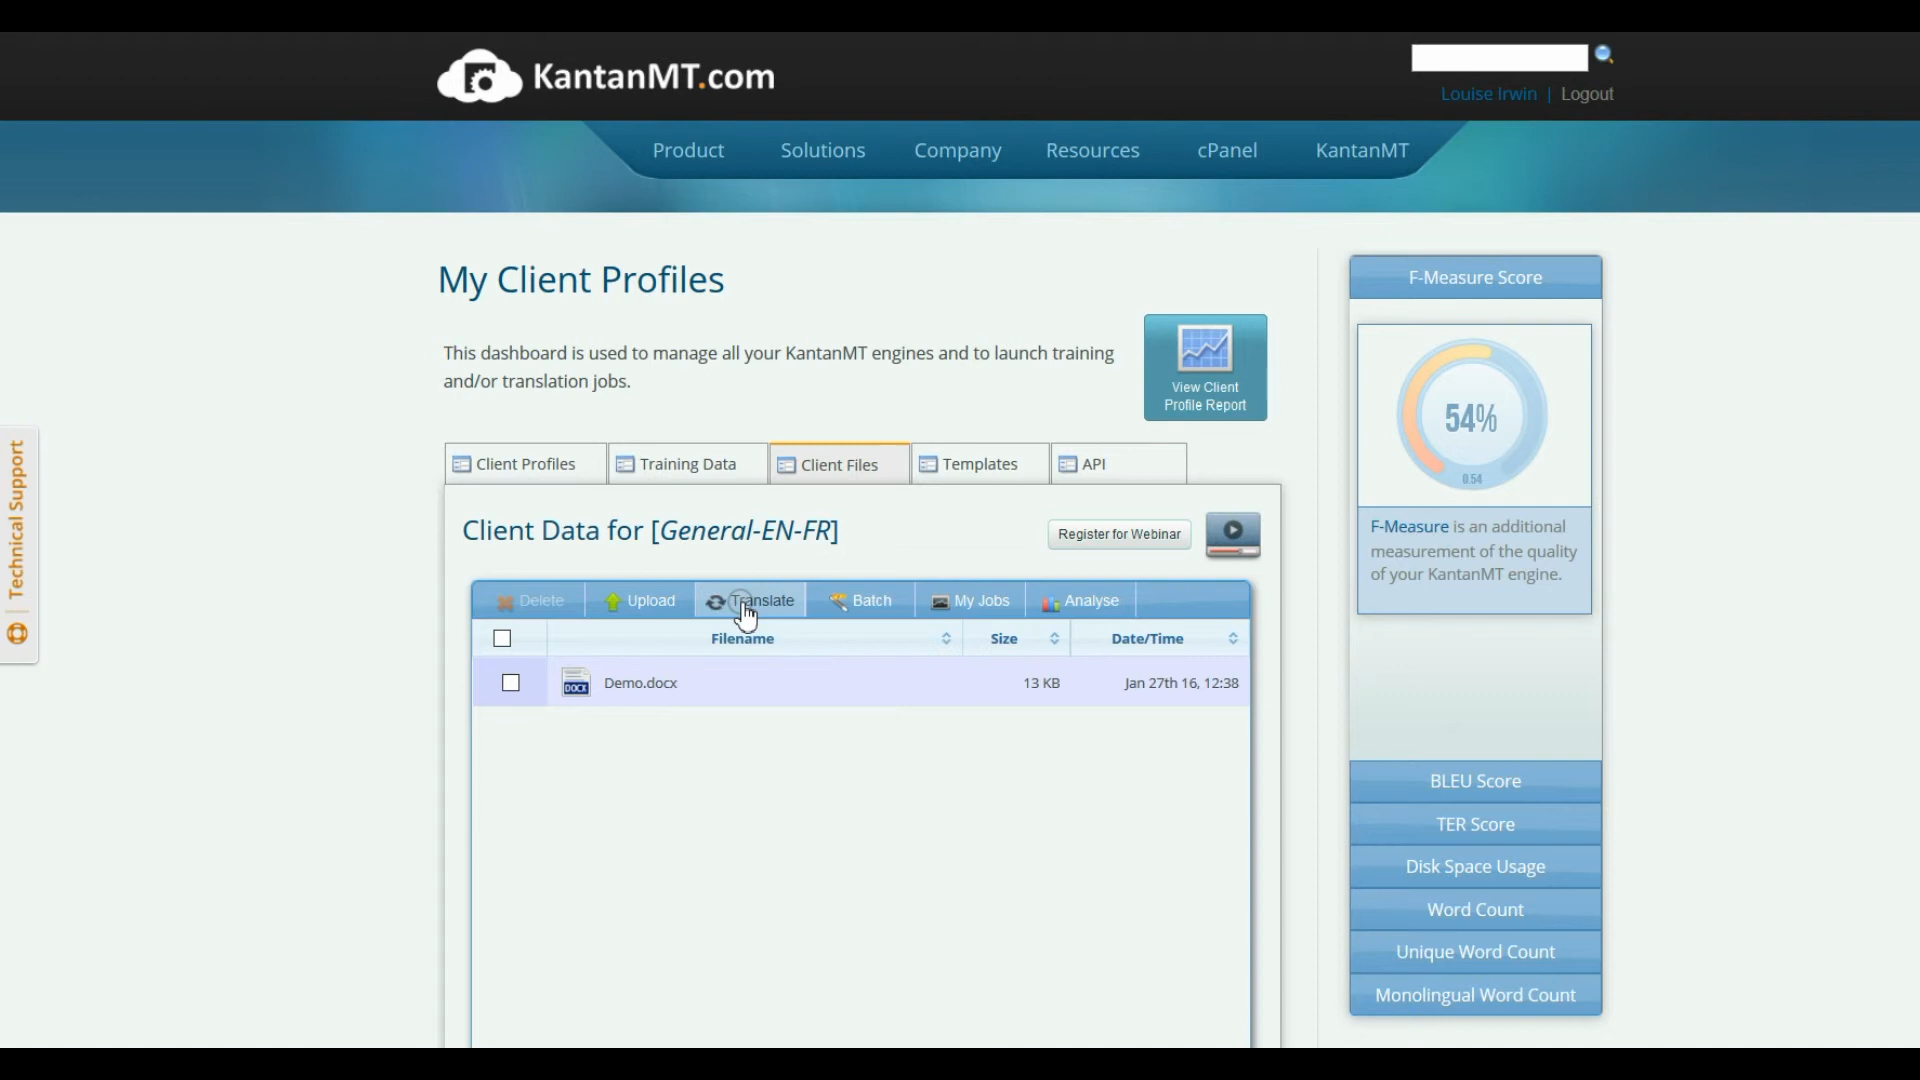 KantanMT.com
Louise Irwin | Logout
Product Solutions Company Resources cPanel KantanMT
My Client Profiles
This dashboard is used to manage all your KantanMT engines and to launch training
and/or translation jobs.
View Client
Profile Report
Client Profiles Training Data Client Files Templates API
Client Data for [General-EN-FR]
Register for Webinar
Delete Upload Translate Batch My Jobs Analyse
Filename Size Date/Time
DOCX Demo.docx 13 KB Jan 27th 16, 12:38
F-Measure Score
54%
0.54
F-Measure is an additional
measurement of the quality
of your KantanMT engine.
BLEU Score
TER Score
Disk Space Usage
Word Count
Unique Word Count
Monolingual Word Count
Technical Support